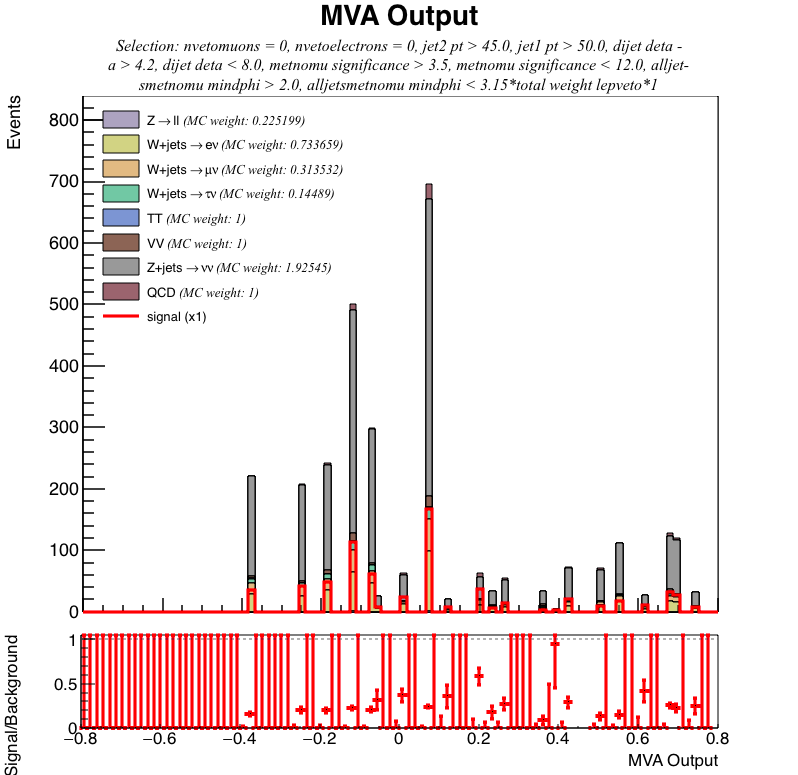 MVA Output
Selection: nvetomuons = 0, nvetoelectrons = 0, jet2 pt > 45.0, jet1 pt > 50.0, dijet deta -
a > 4.2, dijet deta < 8.0, metnomu significance > 3.5, metnomu significance < 12.0, alljet-
smetnomu mindphi > 2.0, alljetsmetnomu mindphi < 3.15*total weight lepveto*1
Events
800
700
600
500
400
300
200
100
0
Z→ll (MC weight: 0.225199)
W+jets→eν (MC weight: 0.733659)
W+jets→μν (MC weight: 0.313532)
W+jets→τν (MC weight: 0.14489)
TT (MC weight: 1)
VV (MC weight: 1)
Z+jets→νν (MC weight: 1.92545)
QCD (MC weight: 1)
signal (x1)
Signal/Background
1
0.5
0
−0.8 −0.6 −0.4 −0.2 0 0.2 0.4 0.6 0.8
MVA Output